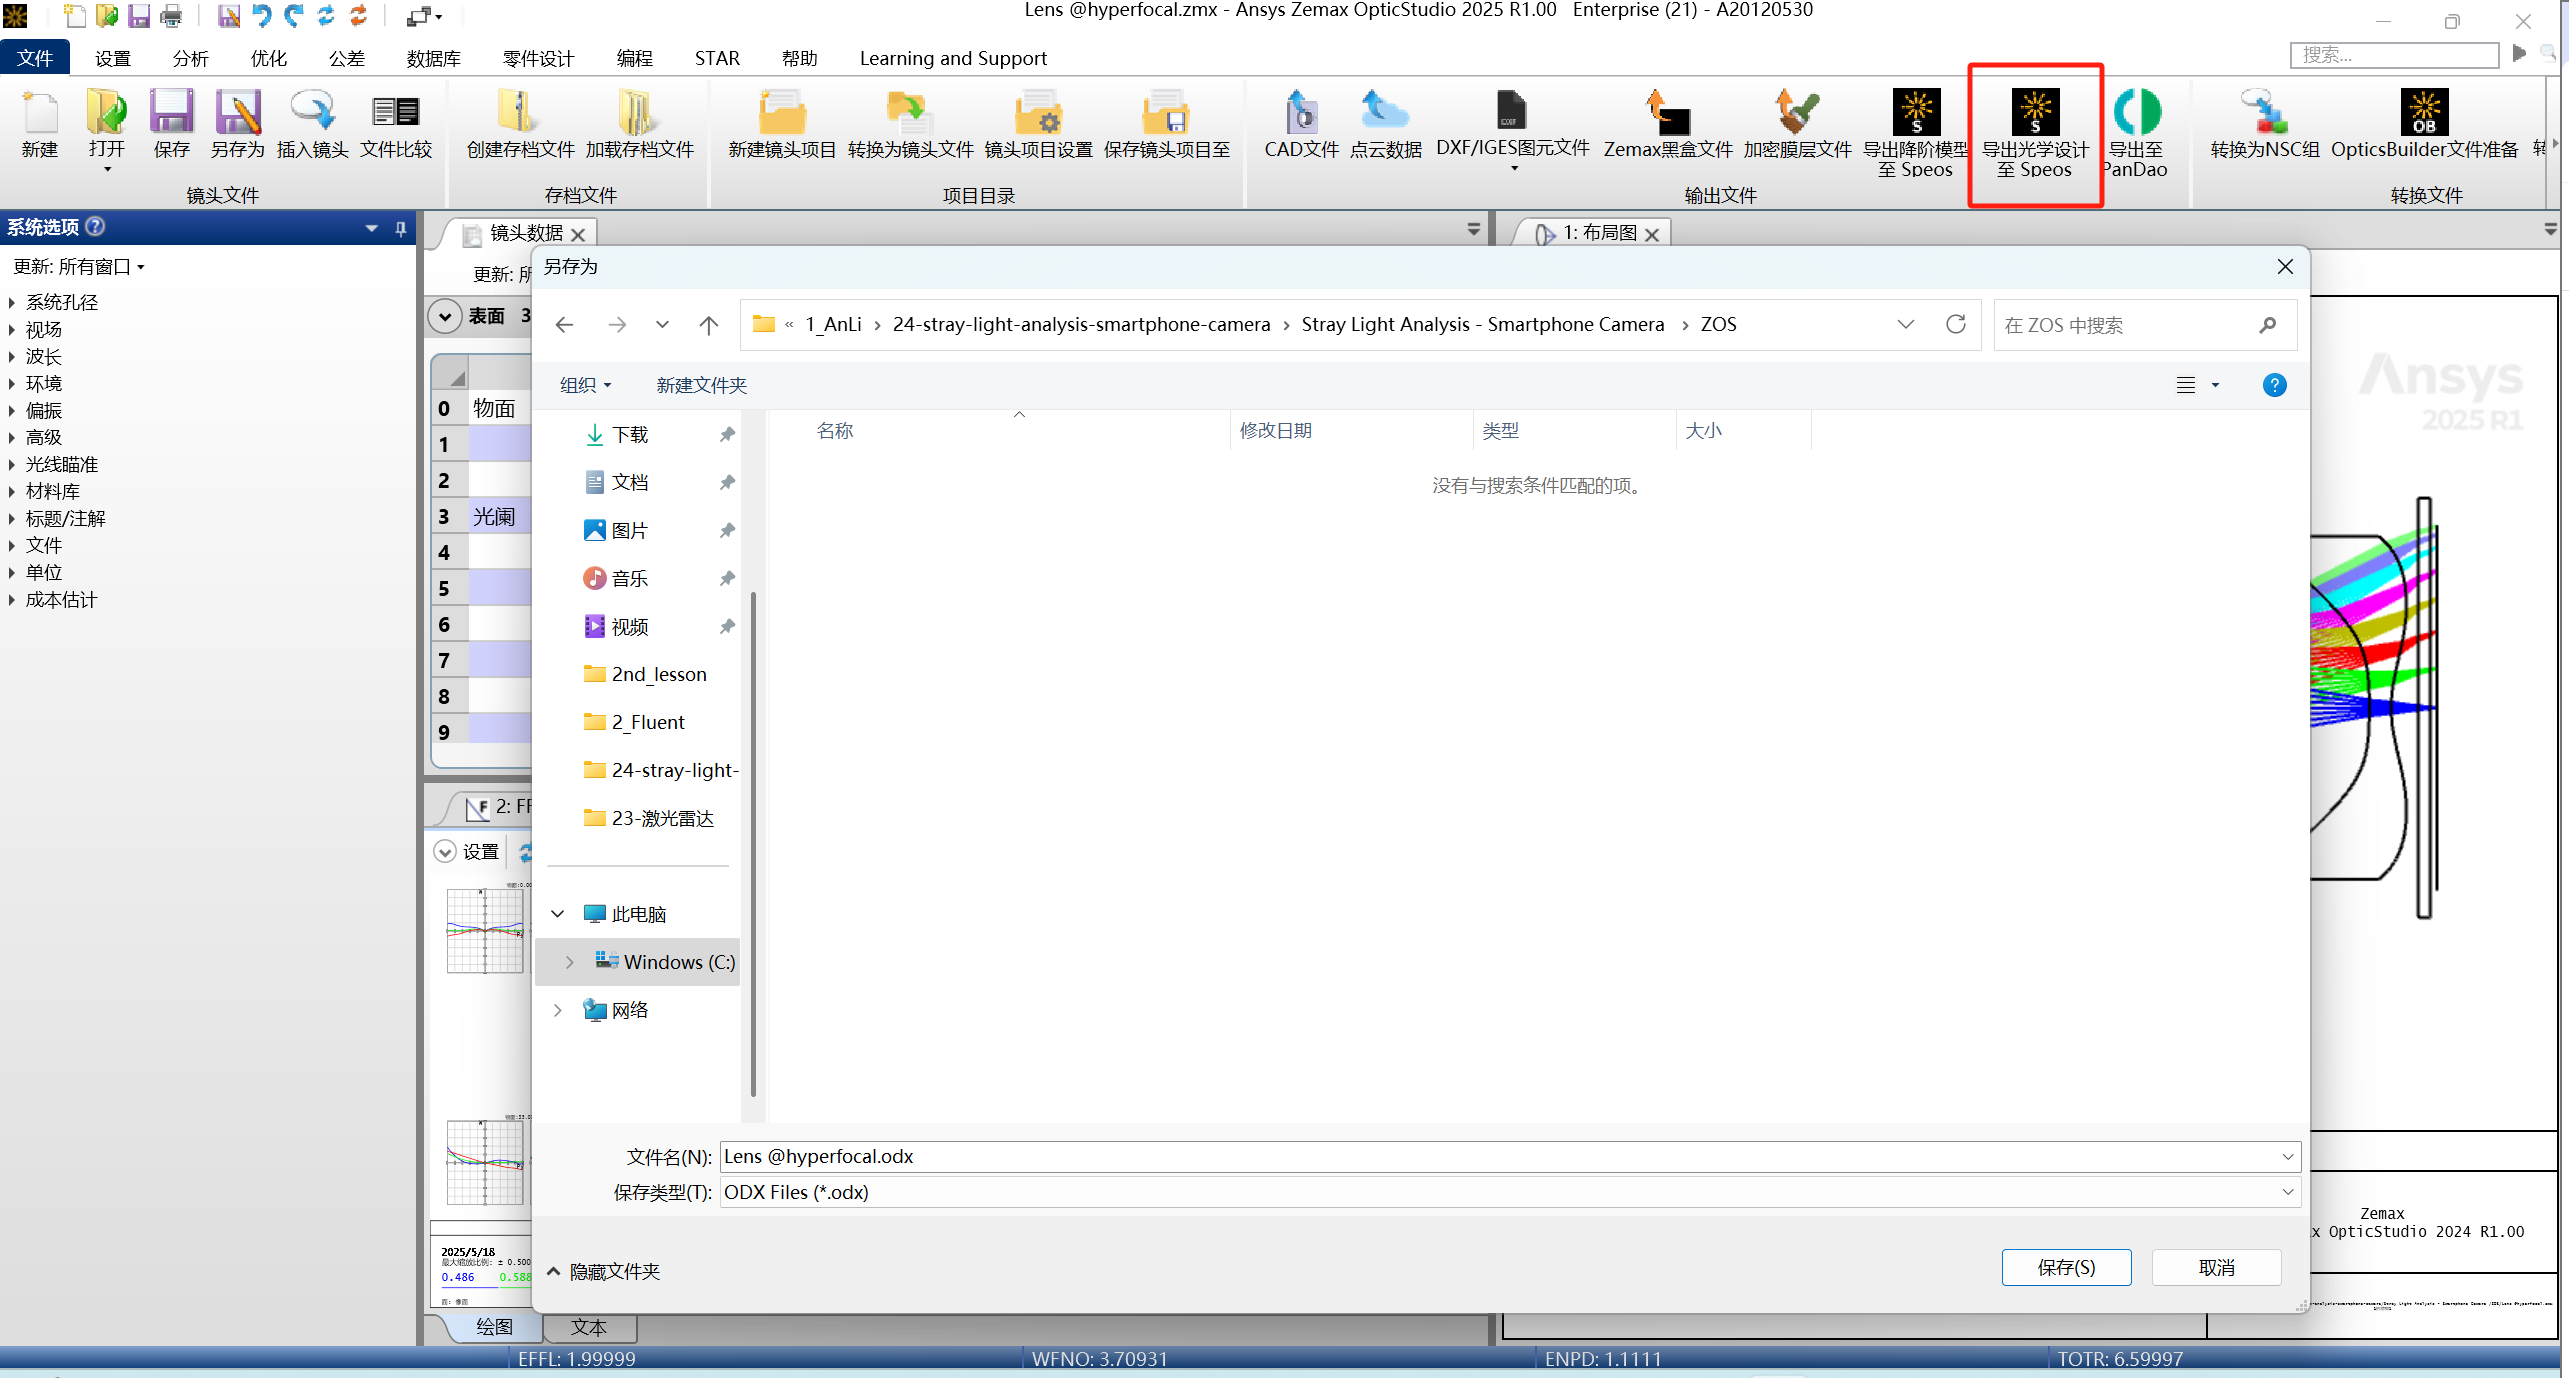 Lens @hyperfocal.zmx - Ansys Zemax OpticStudio 2025 R1.00   Enterprise (21) - A20120530
文件 设置 分析 优化 公差 数据库 零件设计 编程 STAR 帮助 Learning and Support
搜索...
新建 打开 保存 另存为 插入镜头 文件比较
镜头文件
创建存档文件 加载存档文件
存档文件
新建镜头项目 转换为镜头文件 镜头项目设置 保存镜头项目至
项目目录
CAD文件 点云数据 DXF/IGES图元文件 Zemax黑盒文件 加密膜层文件 导出降阶模型至 Speos 导出光学设计至 Speos 导出至 PanDao
输出文件
转换为NSC组 OpticsBuilder文件准备 转
转换文件
系统选项
更新: 所有窗口
系统孔径
视场
波长
环境
偏振
高级
光线瞄准
材料库
标题/注解
文件
单位
成本估计
镜头数据
更新: 所
表面 3
0 物面
1
2
3 光阑
4
5
6
7
8
9
1: 布局图
Ansys
2025 R1
另存为
« 1_AnLi › 24-stray-light-analysis-smartphone-camera › Stray Light Analysis - Smartphone Camera › ZOS
在 ZOS 中搜索
组织 新建文件夹
名称 修改日期 类型 大小
没有与搜索条件匹配的项。
下载
文档
图片
音乐
视频
2nd_lesson
2_Fluent
24-stray-light-
23-激光雷达
此电脑
Windows (C:)
网络
文件名(N): Lens @hyperfocal.odx
保存类型(T): ODX Files (*.odx)
隐藏文件夹
保存(S) 取消
2: FF
设置
2025/5/18
最大缩放比例: ± 0.500
0.486 0.588
面: 像面
绘图 文本
Zemax
x OpticStudio 2024 R1.00
EFFL: 1.99999 WFNO: 3.70931 ENPD: 1.1111 TOTR: 6.59997